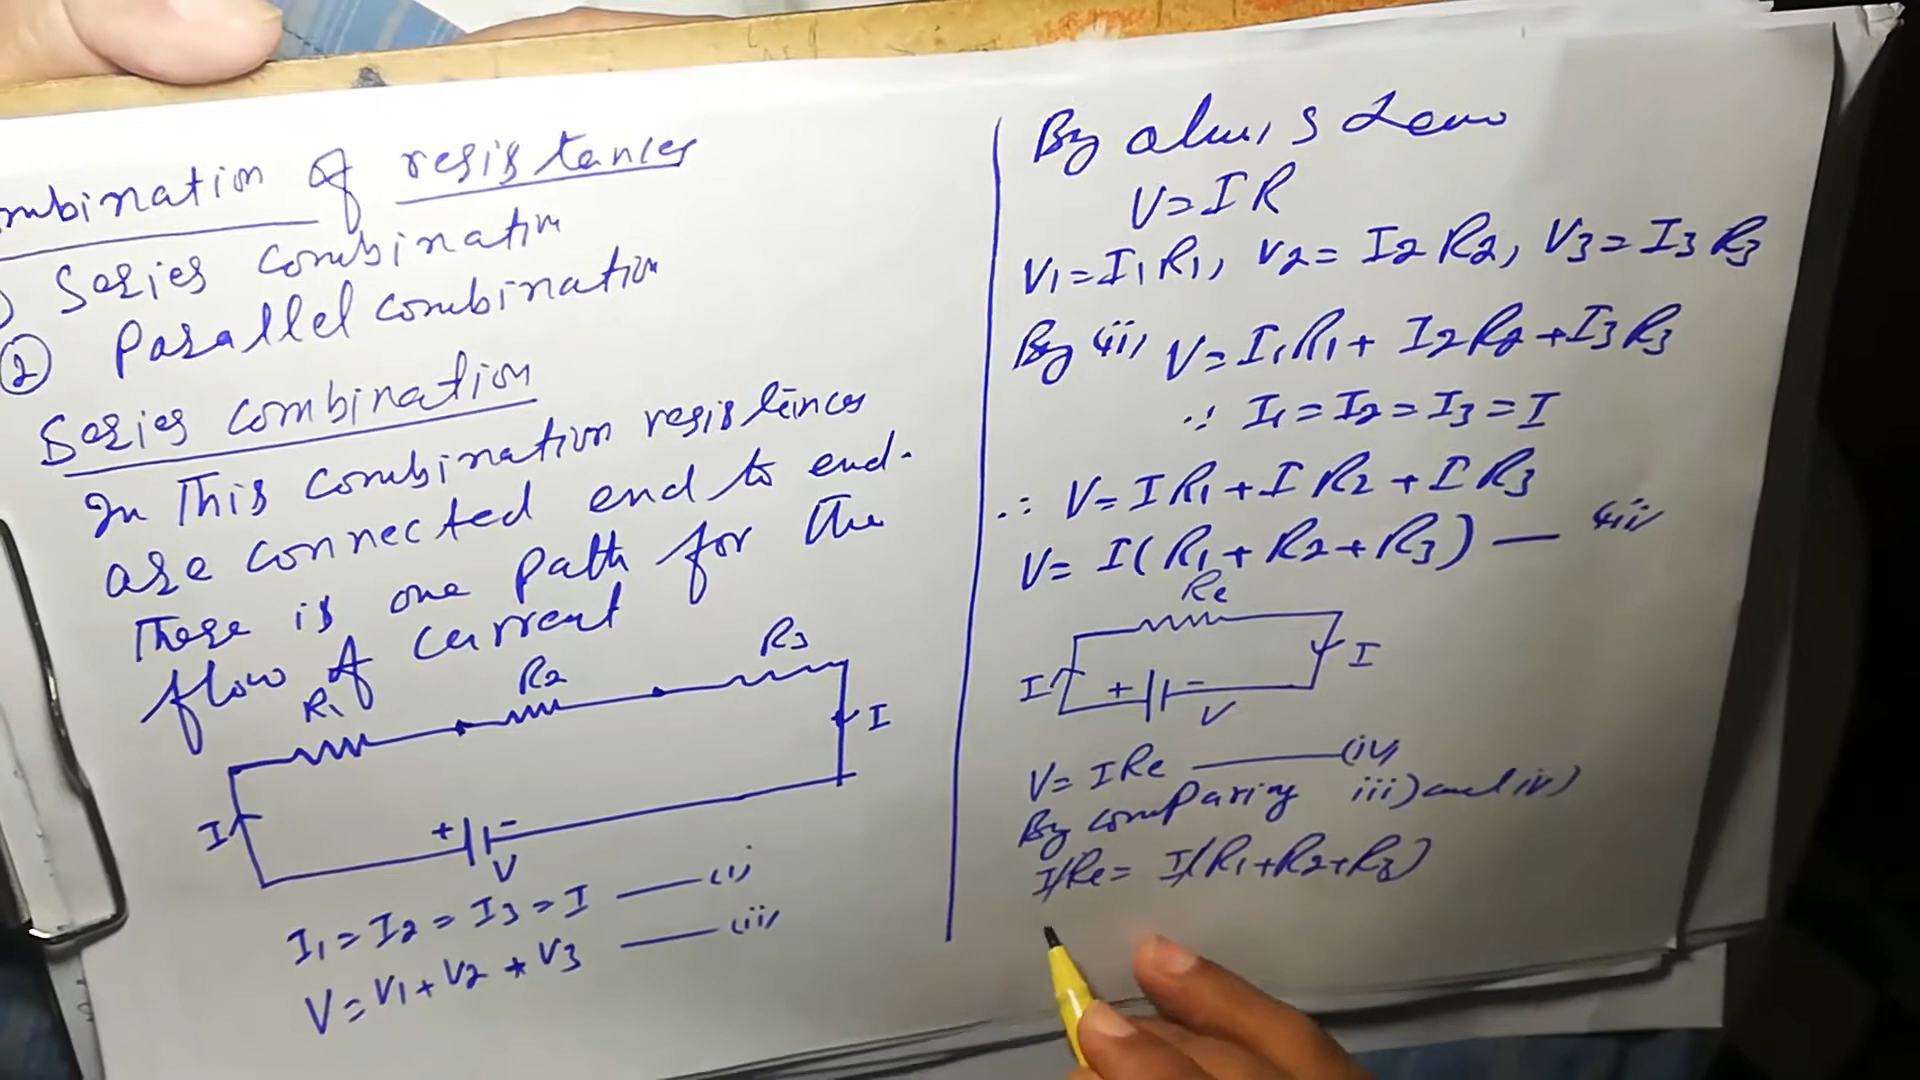 mbination of resistances
Series combination
② Parallel combination
Series combination
In This combination resistances
are connected end to end.
There is one path for the
flow of current
R1
R2
R3
I
I
+ -
V
I1 = I2 = I3 = I — (i)
V = V1 + V2 + V3 — (ii)
By
V = IR
V1 = I1R1, V2 = I2R2, V3 = I3R3
By (ii) V = I1R1 + I2R2 + I3R3
∵ I1 = I2 = I3 = I
∴ V = IR1 + IR2 + IR3
V = I(R1 + R2 + R3) — (iii)
Re
I
I
+ -
V
V = IRe — (iv)
By comparing iii) and iv)
IRe = I(R1+R2+R3)